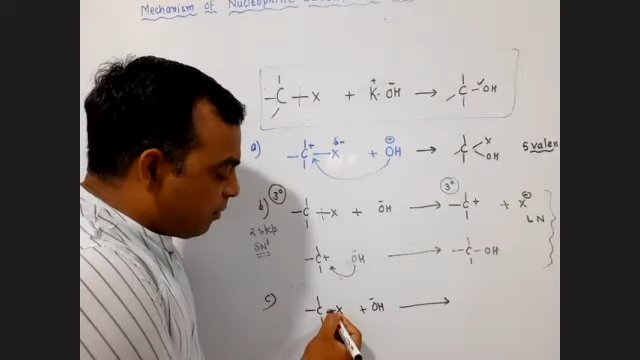 Mechanism of Nucleophilic
-C-X + K⁺ ⁻OH → -C-OH
a) -C⁺-X δ- + ⊖OH → -C X OH 5 valen
b) 3° -C-X + ⁻OH → 3° -C+ + X⊖
2 step -C+ ⁻OH → -C-OH LN
SN¹
c) -C-X + ⁻OH →